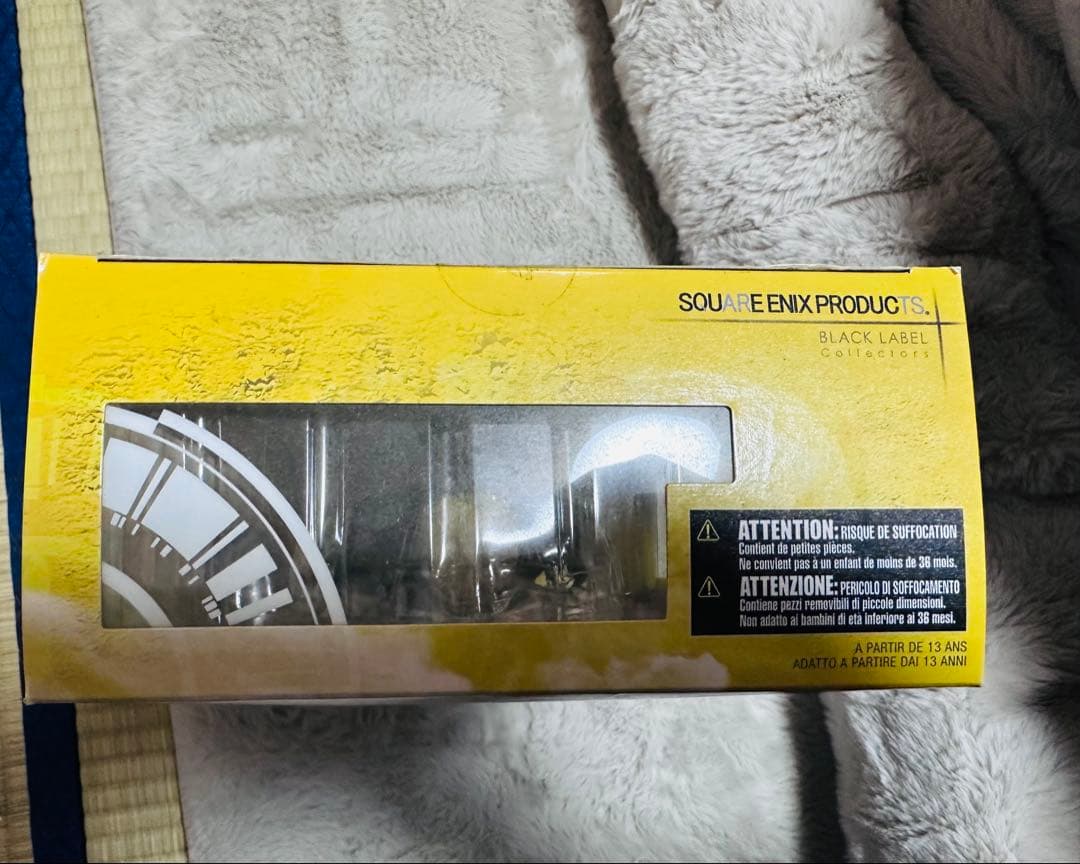 SQUARE ENIX PRODUCTS.
BLACK LABEL
Collectors
ATTENTION: RISQUE DE SUFFOCATION
Contient de petites pièces.
Ne convient pas à un enfant de moins de 36 mois.
ATTENZIONE: PERICOLO DI SOFFOCAMENTO
Contiene pezzi removibili di piccole dimensioni.
Non adatto ai bambini di età inferiore ai 36 mesi.
A PARTIR DE 13 ANS
ADATTO A PARTIRE DAI 13 ANNI